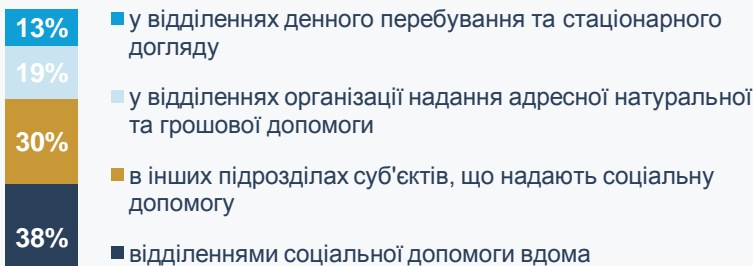 13%
у відділеннях денного перебування та стаціонарного
догляду
19%
у відділеннях організації надання адресної натуральної
та грошової допомоги
30%
в інших підрозділах суб'єктів, що надають соціальну
допомогу
38%
відділеннями соціальної допомоги вдома